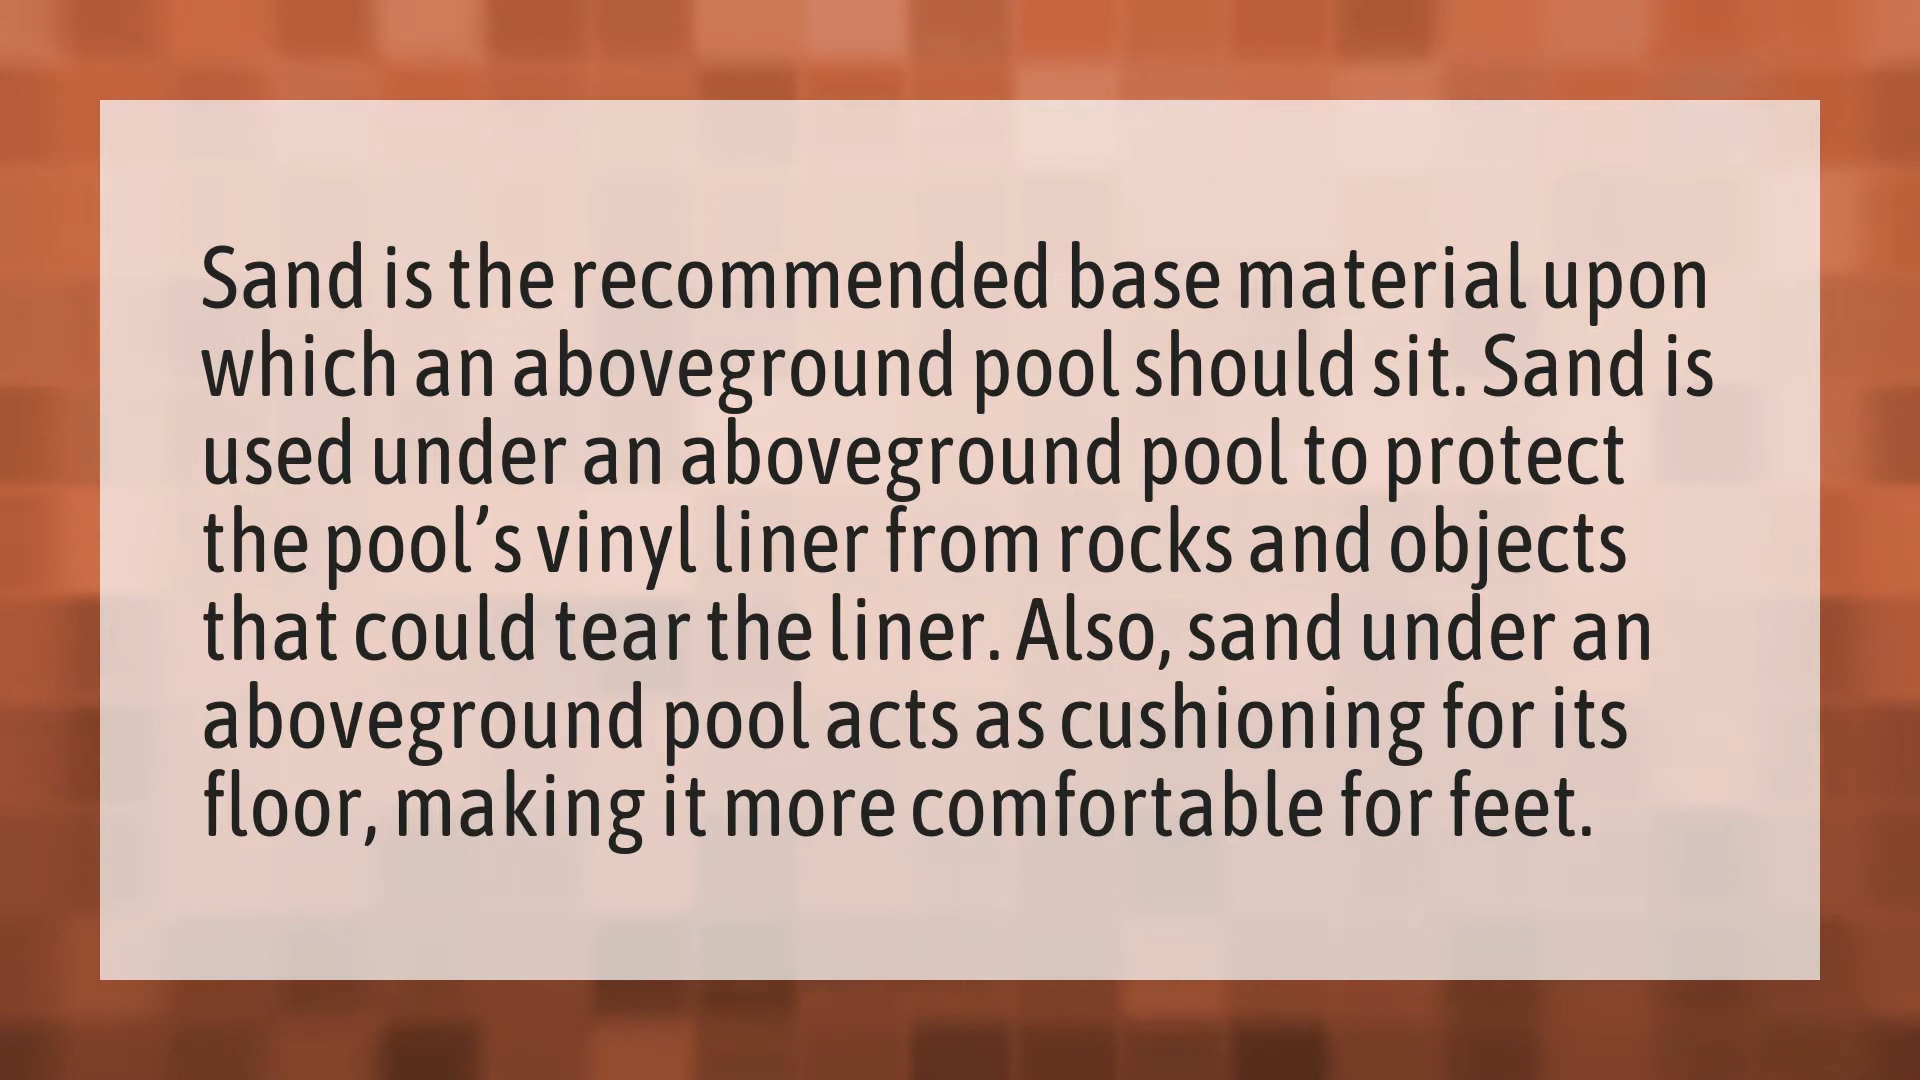 Sand is the recommended base material upon
which an aboveground pool should sit. Sand is
used under an aboveground pool to protect
the pool’s vinyl liner from rocks and objects
that could tear the liner. Also, sand under an
aboveground pool acts as cushioning for its
floor, making it more comfortable for feet.